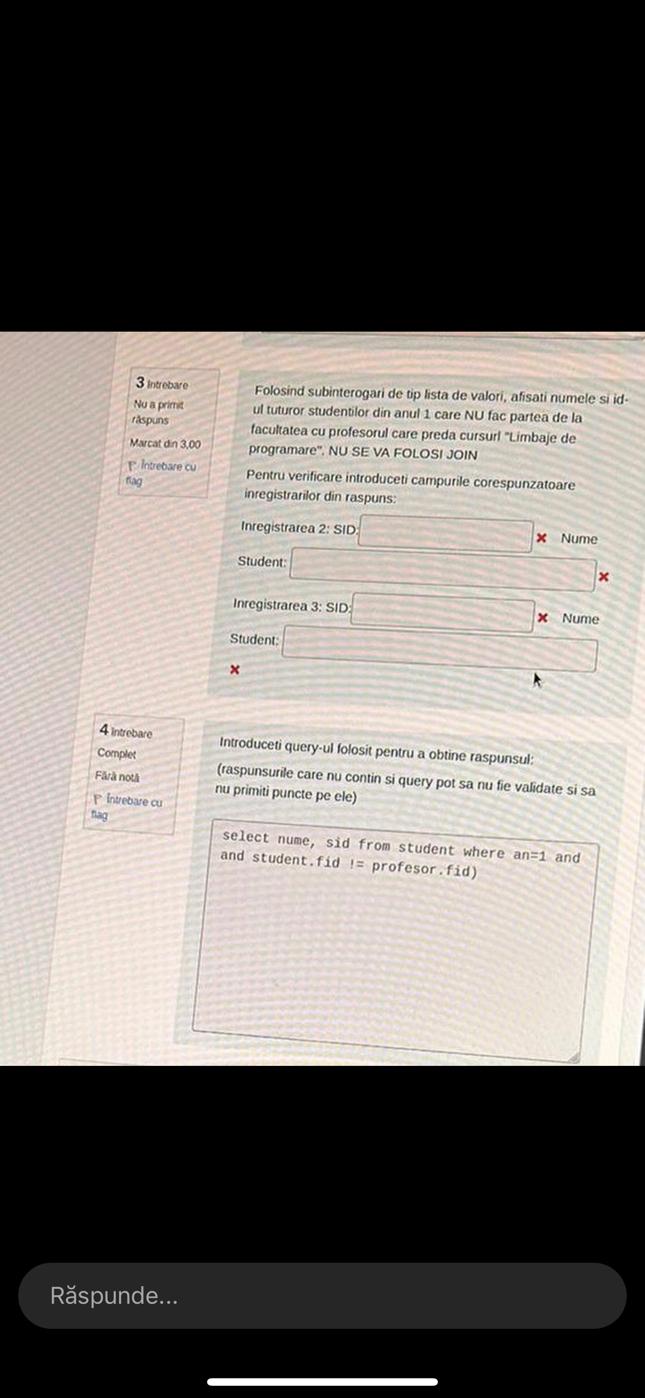 3 Întrebare
Nu a primit
răspuns
Marcat din 3,00
Întrebare cu
flag
Folosind subinterogari de tip lista de valori, afisati numele si id-
ul tuturor studentilor din anul 1 care NU fac partea de la
facultatea cu profesorul care preda cursurl "Limbaje de
programare". NU SE VA FOLOSI JOIN
Pentru verificare introduceti campurile corespunzatoare
inregistrarilor din raspuns:
Inregistrarea 2: SID: Nume
Student:
Inregistrarea 3: SID: Nume
Student:
4 Întrebare
Complet
Fără notă
Întrebare cu
flag
Introduceti query-ul folosit pentru a obtine raspunsul:
(raspunsurile care nu contin si query pot sa nu fie validate si sa
nu primiti puncte pe ele)
select nume, sid from student where an=1 and
and student.fid != profesor.fid)
Răspunde...